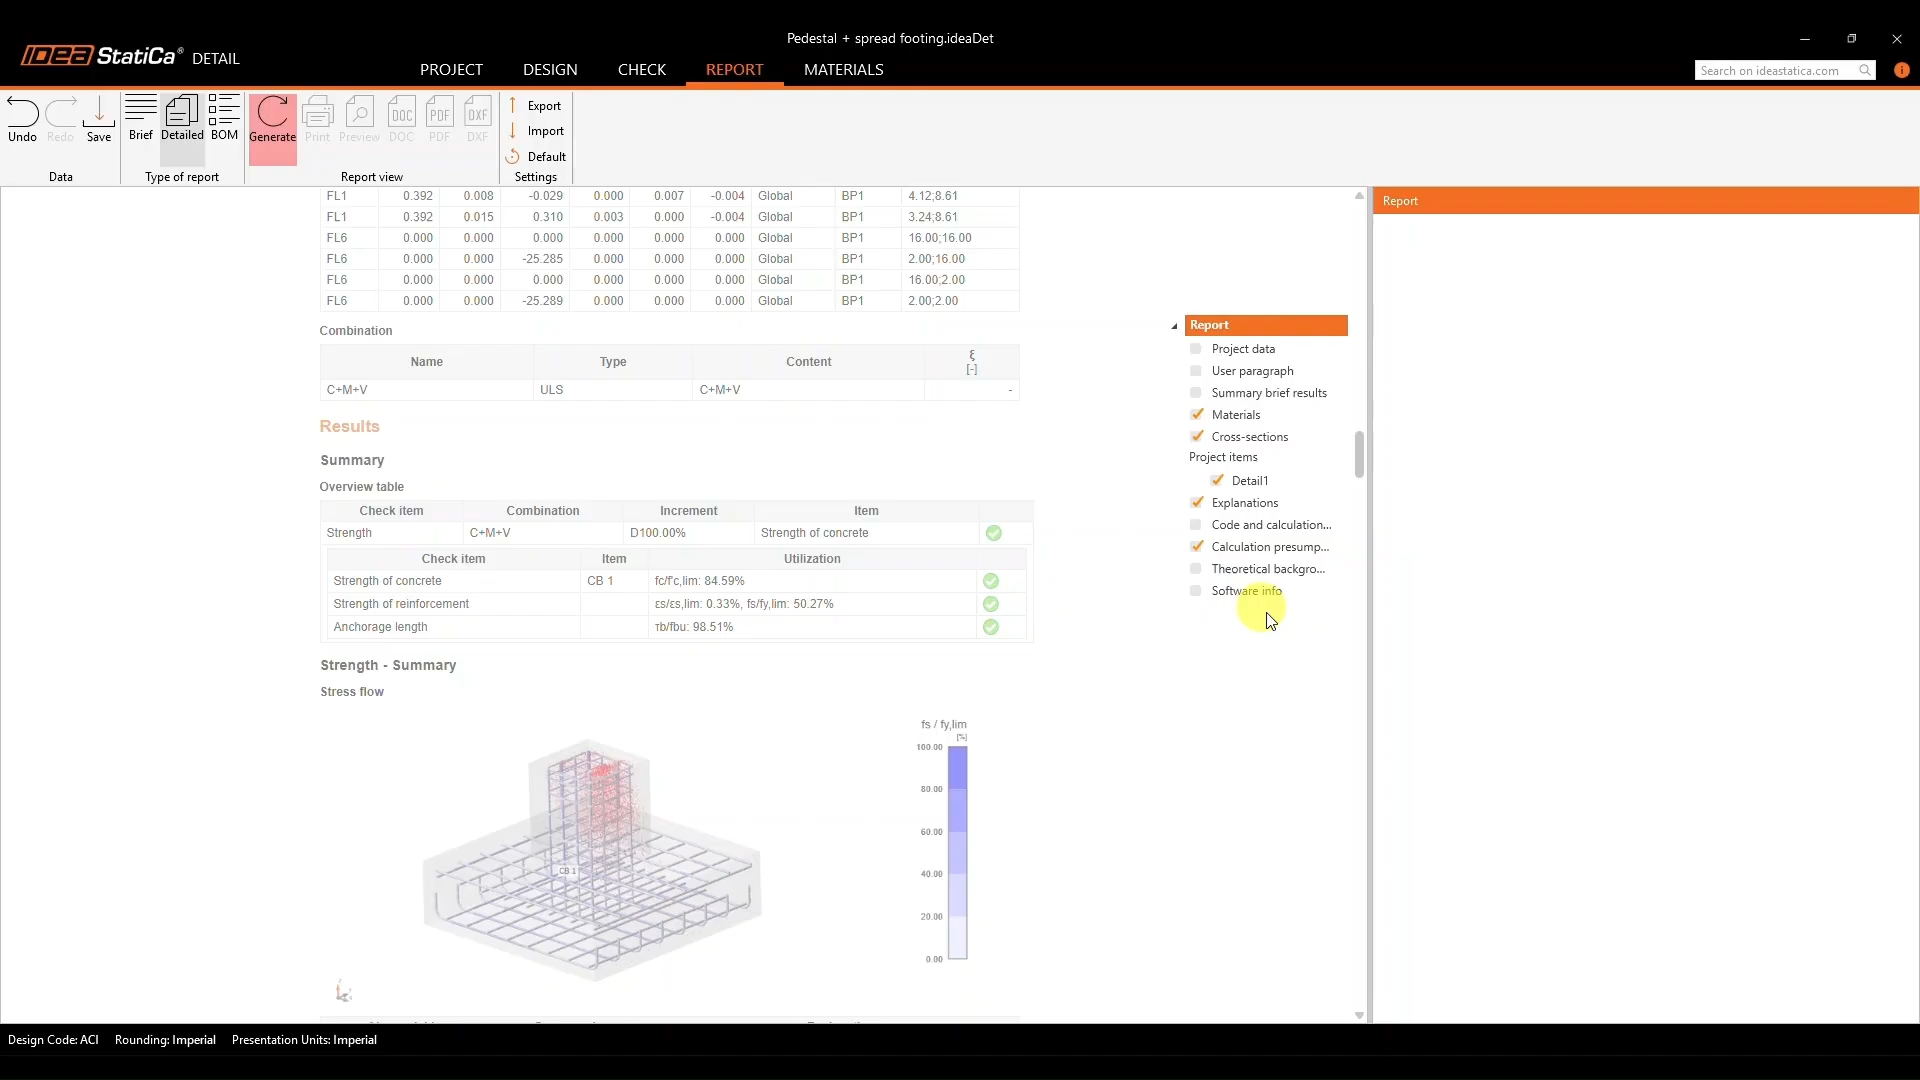 Pedestal + spread footing.ideaDet
IDEA StatiCa® DETAIL
PROJECT DESIGN CHECK REPORT MATERIALS
Search on ideastatica.com
Undo Redo Save
Data
Brief Detailed BOM
Type of report
Generate Print Preview DOC PDF DXF
Report view
Export
Import
Default
Settings
FL1 0.392 0.008 -0.029 0.000 0.007 -0.004 Global BP1 4.12;8.61
FL1 0.392 0.015 0.310 0.003 0.000 -0.004 Global BP1 3.24;8.61
FL6 0.000 0.000 0.000 0.000 0.000 0.000 Global BP1 16.00;16.00
FL6 0.000 0.000 -25.285 0.000 0.000 0.000 Global BP1 2.00;16.00
FL6 0.000 0.000 0.000 0.000 0.000 0.000 Global BP1 16.00;2.00
FL6 0.000 0.000 -25.289 0.000 0.000 0.000 Global BP1 2.00;2.00
Combination
Name Type Content ξ [-]
C+M+V ULS C+M+V -
Results
Summary
Overview table
Check item Combination Increment Item
Strength C+M+V D100.00% Strength of concrete
Check item Item Utilization
Strength of concrete CB 1 fc/f'c,lim: 84.59%
Strength of reinforcement εs/εs,lim: 0.33%, fs/fy,lim: 50.27%
Anchorage length τb/fbu: 98.51%
Strength - Summary
Stress flow
fs / fy,lim
[%]
100.00
80.00
60.00
40.00
20.00
0.00
CB 1
Report
Project data
User paragraph
Summary brief results
Materials
Cross-sections
Project items
Detail1
Explanations
Code and calculation...
Calculation presump...
Theoretical backgro...
Software info
Report
Design Code: ACI Rounding: Imperial Presentation Units: Imperial